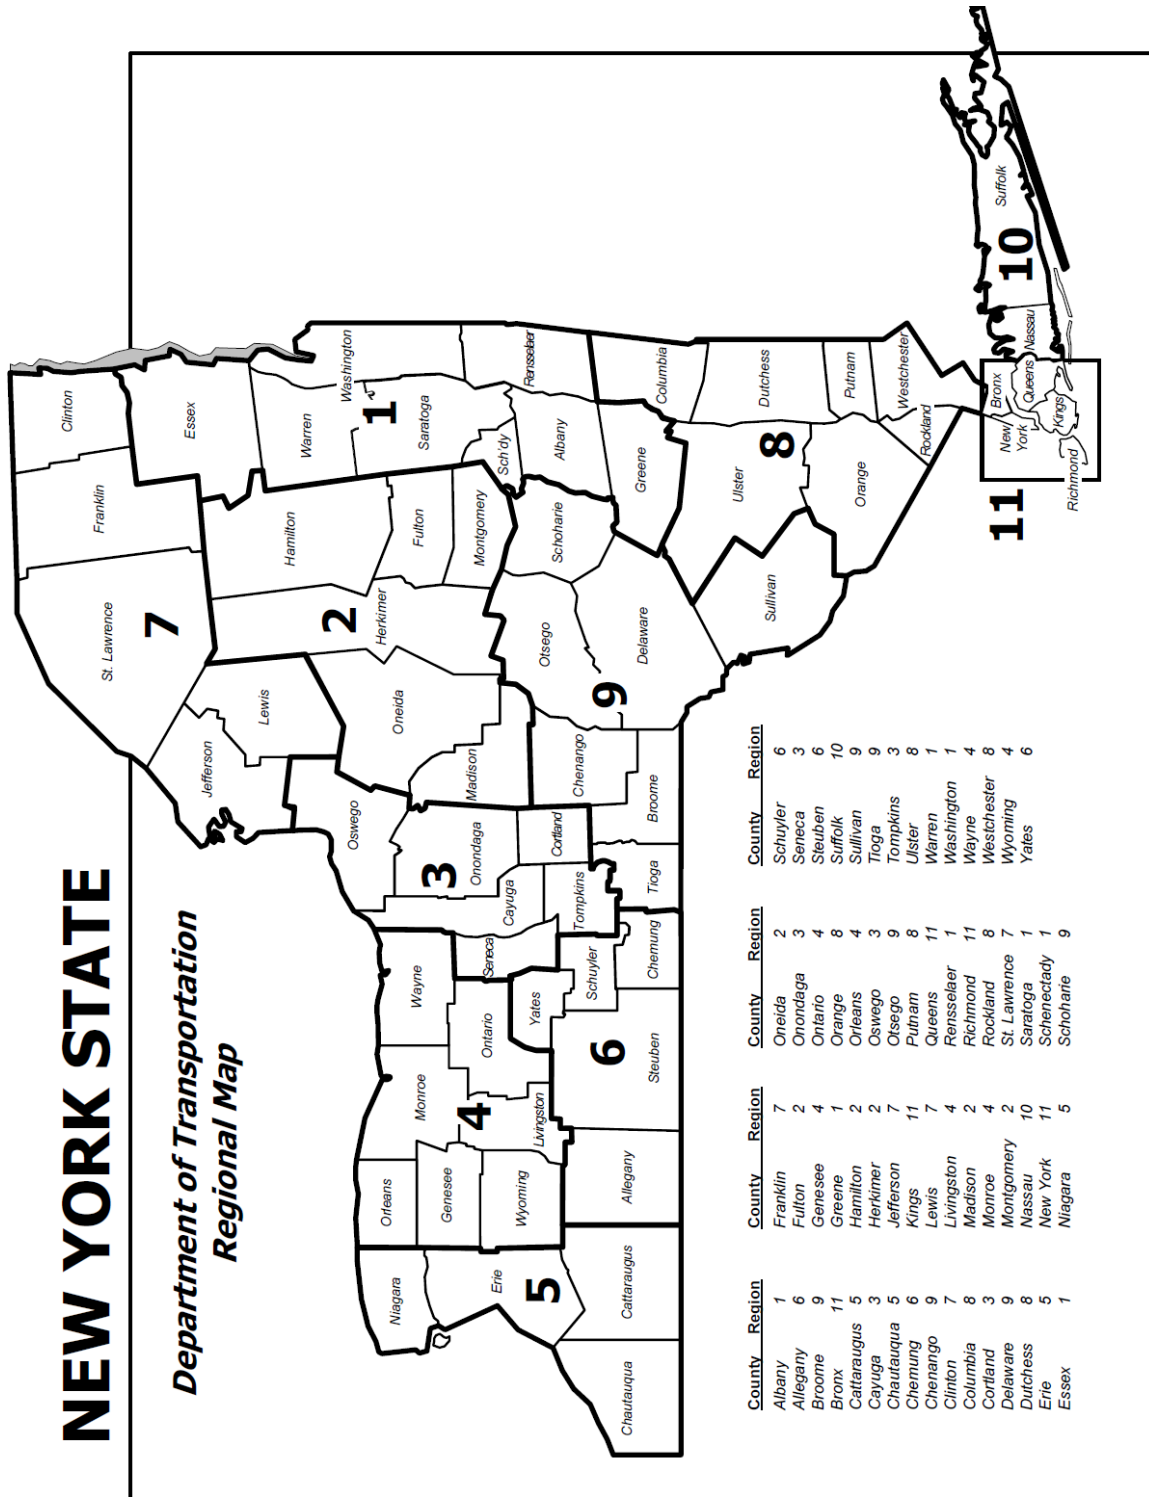 NEW YORK STATE
Department of Transportation
Regional Map
Clinton
Franklin
St. Lawrence
7
Essex
Jefferson
Lewis
Hamilton
Warren
Washington
1
2
Herkimer
Oneida
Oswego
Fulton
Saratoga
Niagara
Orleans
Monroe
Wayne
3
Onondaga
Madison
Montgomery
Sch'dy
Rensselaer
Genesee
4
Ontario
Seneca
Cayuga
Cortland
Otsego
Schoharie
Albany
Erie
5
Wyoming
Livingston
Yates
Schuyler
Tompkins
Chenango
9
6
Delaware
Greene
Columbia
Chautauqua
Cattaraugus
Allegany
Steuben
Chemung
Tioga
Broome
Ulster
8
Dutchess
Sullivan
Orange
Putnam
Rockland
Westchester
11
New
York
Bronx
Queens
Kings
Richmond
Nassau
10
Suffolk
County Region
Albany 1
Allegany 6
Broome 9
Bronx 11
Cattaraugus 5
Cayuga 3
Chautauqua 5
Chemung 6
Chenango 9
Clinton 7
Columbia 8
Cortland 3
Delaware 9
Dutchess 8
Erie 5
Essex 1
County Region
Franklin 7
Fulton 2
Genesee 4
Greene 1
Hamilton 2
Herkimer 2
Jefferson 7
Kings 11
Lewis 7
Livingston 4
Madison 2
Monroe 4
Montgomery 2
Nassau 10
New York 11
Niagara 5
County Region
Oneida 2
Onondaga 3
Ontario 4
Orange 8
Orleans 4
Oswego 3
Otsego 9
Putnam 8
Queens 11
Rensselaer 1
Richmond 11
Rockland 8
St. Lawrence 7
Saratoga 1
Schenectady 1
Schoharie 9
County Region
Schuyler 6
Seneca 3
Steuben 6
Suffolk 10
Sullivan 9
Tioga 9
Tompkins 3
Ulster 8
Warren 1
Washington 1
Wayne 4
Westchester 8
Wyoming 4
Yates 6